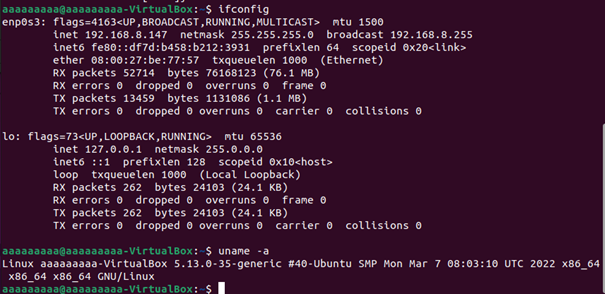 aaaaaaaaa@aaaaaaaaa-VirtualBox:~$ ifconfig
enp0s3: flags=4163<UP,BROADCAST,RUNNING,MULTICAST>  mtu 1500
        inet 192.168.8.147  netmask 255.255.255.0  broadcast 192.168.8.255
        inet6 fe80::df7d:b458:b212:3931  prefixlen 64  scopeid 0x20<link>
        ether 08:00:27:be:77:57  txqueuelen 1000  (Ethernet)
        RX packets 52714  bytes 76168123 (76.1 MB)
        RX errors 0  dropped 0  overruns 0  frame 0
        TX packets 13459  bytes 1131086 (1.1 MB)
        TX errors 0  dropped 0 overruns 0  carrier 0  collisions 0
lo: flags=73<UP,LOOPBACK,RUNNING>  mtu 65536
        inet 127.0.0.1  netmask 255.0.0.0
        inet6 ::1  prefixlen 128  scopeid 0x10<host>
        loop  txqueuelen 1000  (Local Loopback)
        RX packets 262  bytes 24103 (24.1 KB)
        RX errors 0  dropped 0  overruns 0  frame 0
        TX packets 262  bytes 24103 (24.1 KB)
        TX errors 0  dropped 0 overruns 0  carrier 0  collisions 0
aaaaaaaaa@aaaaaaaaa-VirtualBox:~$ uname -a
Linux aaaaaaaaa-VirtualBox 5.13.0-35-generic #40-Ubuntu SMP Mon Mar 7 08:03:10 UTC 2022 x86_64
 x86_64 x86_64 GNU/Linux
aaaaaaaaa@aaaaaaaaa-VirtualBox:~$